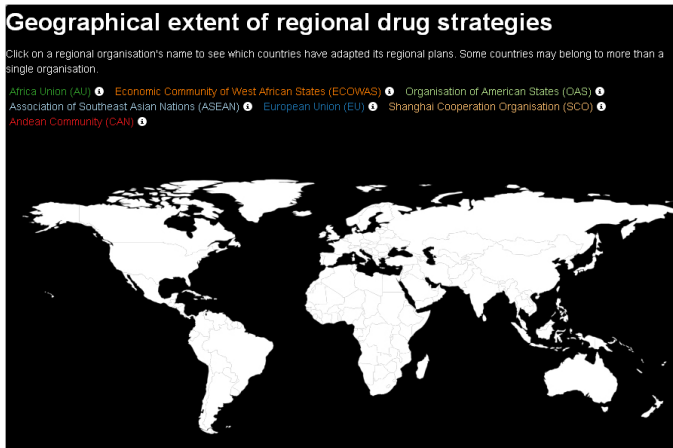 Geographical extent of regional drug strategies
Click on a regional organisation's name to see which countries have adapted its regional plans. Some countries may belong to more than a
single organisation.
Africa Union (AU) Economic Community of West African States (ECOWAS) Organisation of American States (OAS)
Association of Southeast Asian Nations (ASEAN) European Union (EU) Shanghai Cooperation Organisation (SCO)
Andean Community (CAN)